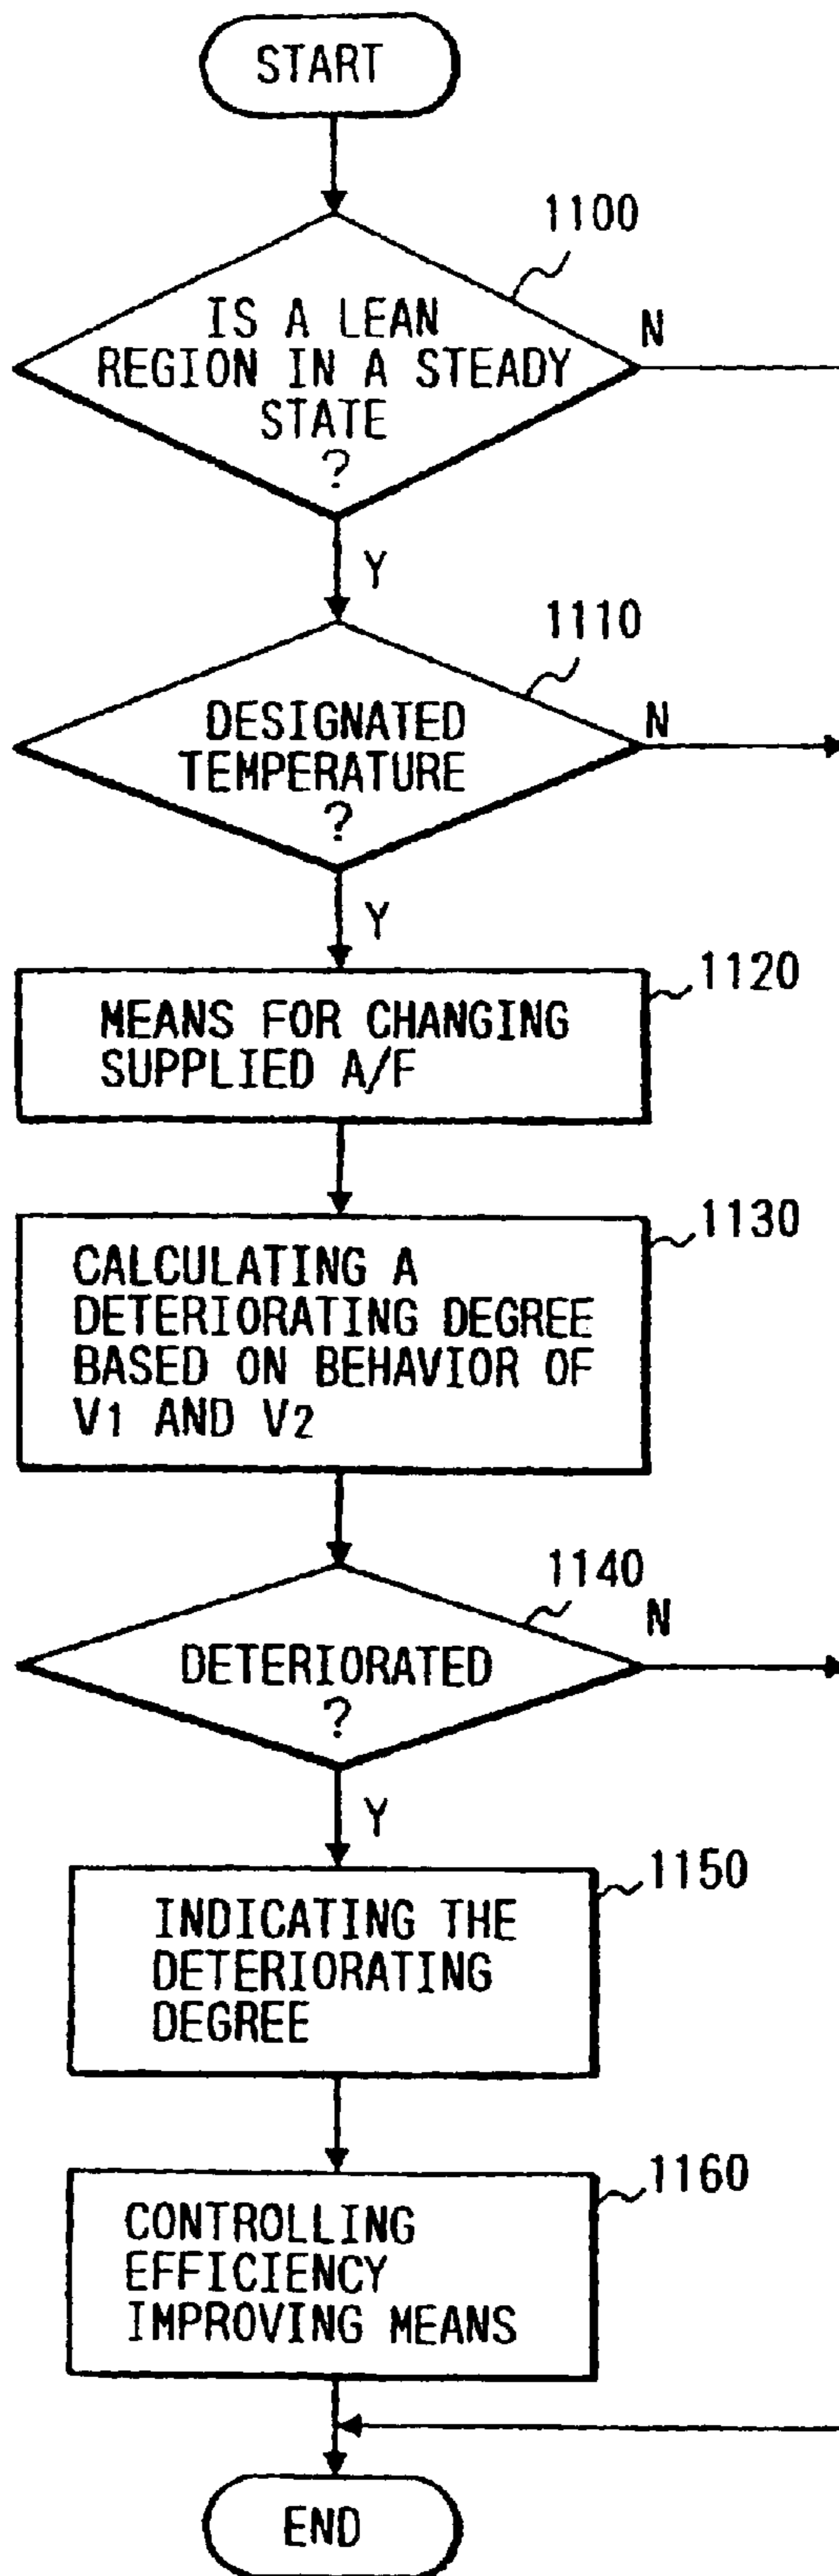 START
1100
IS A LEAN
REGION IN A STEADY
STATE
?
N
Y
1110
DESIGNATED
TEMPERATURE
?
N
Y
1120
MEANS FOR CHANGING
SUPPLIED A/F
1130
CALCULATING A
DETERIORATING DEGREE
BASED ON BEHAVIOR OF
V1 AND V2
1140
DETERIORATED
?
N
Y
1150
INDICATING THE
DETERIORATING
DEGREE
1160
CONTROLLING
EFFICIENCY
IMPROVING MEANS
END